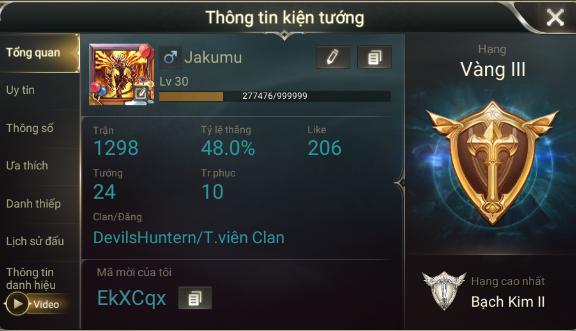 Thông tin kiện tướng
Tổng quan
Uy tín
Thông số
Ưa thích
Danh thiếp
Lịch sử đấu
Thông tin
danh hiệu
Video
Jakumu
Lv 30
277476/999999
Trận
Tỷ lệ thắng
Like
1298
48.0%
206
Tướng
Tr.phục
24
10
Clan/Đăng
DevilsHuntern/T.viên Clan
Mã mời của tôi
EkXCqx
Hạng
Vàng III
Hạng cao nhất
Bạch Kim II